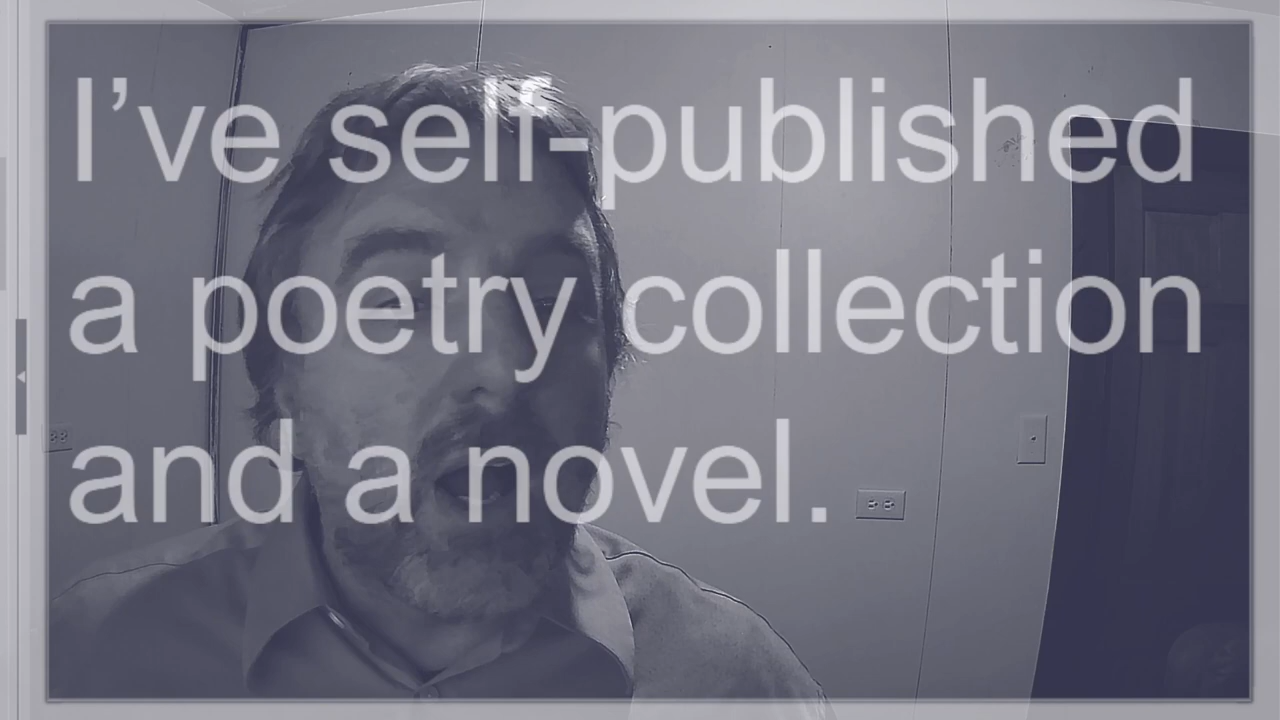 I’ve self-published
a poetry collection
and a novel.